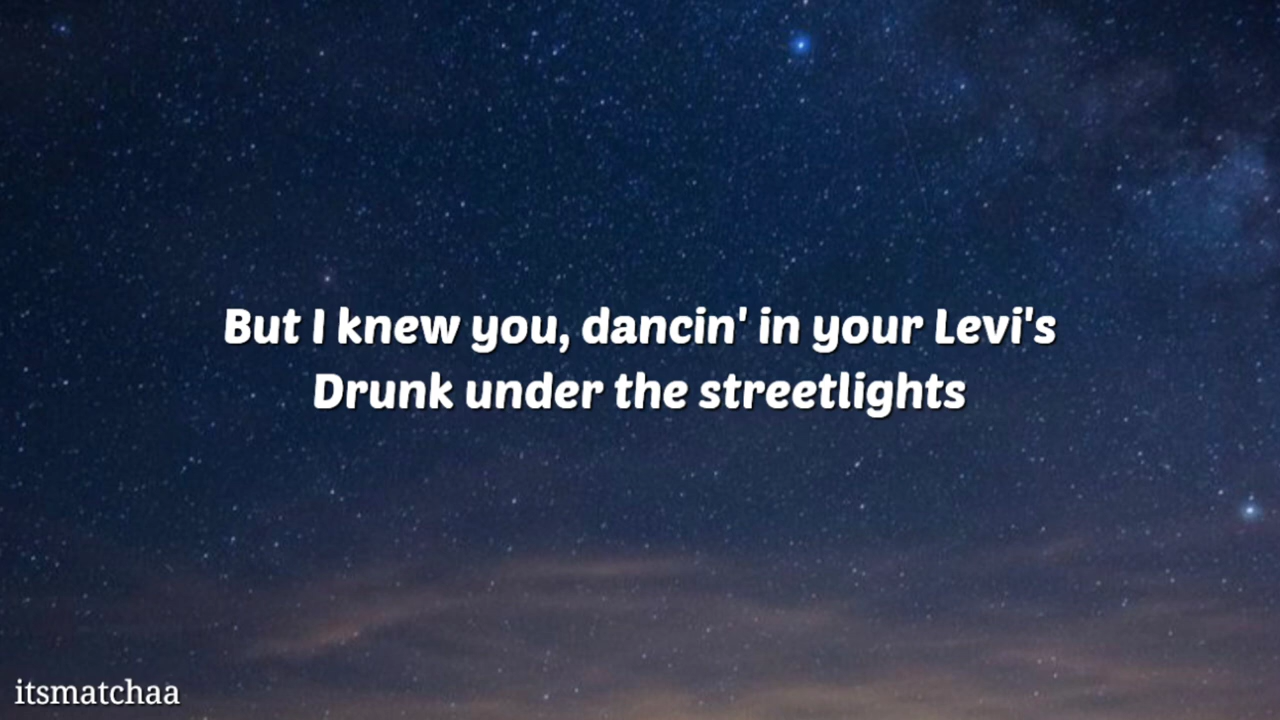 But I knew you, dancin' in your Levi's
Drunk under the streetlights
itsmatchaa